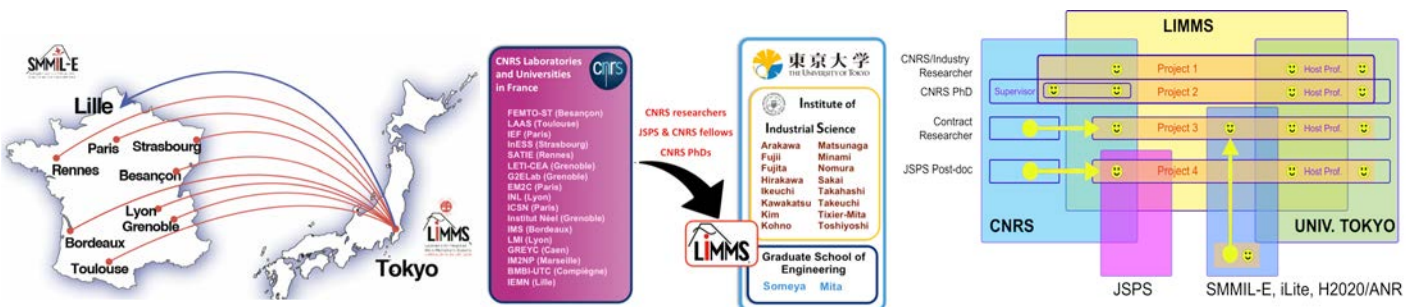 SMMIL-E
Lille
Paris
Strasbourg
Rennes
Besançon
Lyon
Grenoble
Bordeaux
Toulouse
LIMMS
Tokyo
CNRS Laboratories
and Universities
in France
cnrs
FEMTO-ST (Besançon)
LAAS (Toulouse)
IEF (Paris)
InESS (Strasbourg)
SATIE (Rennes)
LETI-CEA (Grenoble)
G2ELab (Grenoble)
EM2C (Paris)
INL (Lyon)
ICSN (Paris)
Institut Néel (Grenoble)
IMS (Bordeaux)
LMI (Lyon)
GREYC (Caen)
IM2NP (Marseille)
BMBI-UTC (Compiègne)
IEMN (Lille)
CNRS researchers
JSPS & CNRS fellows
CNRS PhDs
LIMMS
東京大学
THE UNIVERSITY OF TOKYO
Institute of
Industrial Science
Arakawa Matsunaga
Fujii Minami
Fujita Nomura
Hirakawa Sakai
Ikeuchi Takahashi
Kawakatsu Takeuchi
Kim Tixier-Mita
Kohno Toshiyoshi
Graduate School of
Engineering
Someya Mita
LIMMS
CNRS/Industry
Researcher
Project 1
Host Prof.
CNRS PhD
Supervisor
Project 2
Host Prof.
Contract
Researcher
Project 3
Host Prof.
JSPS Post-doc
Project 4
Host Prof.
CNRS
UNIV. TOKYO
JSPS
SMMIL-E, iLite, H2020/ANR